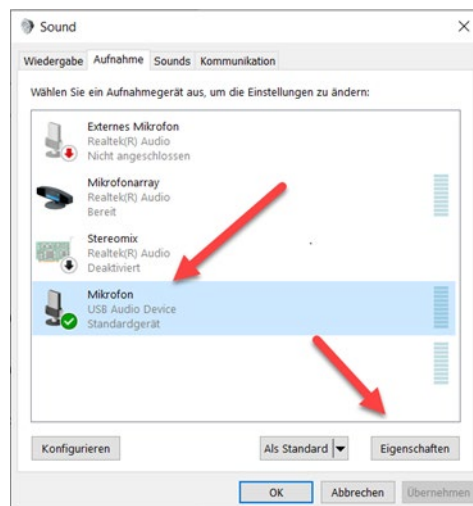 Sound
Wiedergabe Aufnahme Sounds Kommunikation
Wählen Sie ein Aufnahmegerät aus, um die Einstellungen zu ändern:
Externes Mikrofon
Realtek(R) Audio
Nicht angeschlossen
Mikrofonarray
Realtek(R) Audio
Bereit
Stereomix
Realtek(R) Audio
Deaktiviert
Mikrofon
USB Audio Device
Standardgerät
Konfigurieren Als Standard Eigenschaften
OK Abbrechen Übernehmen